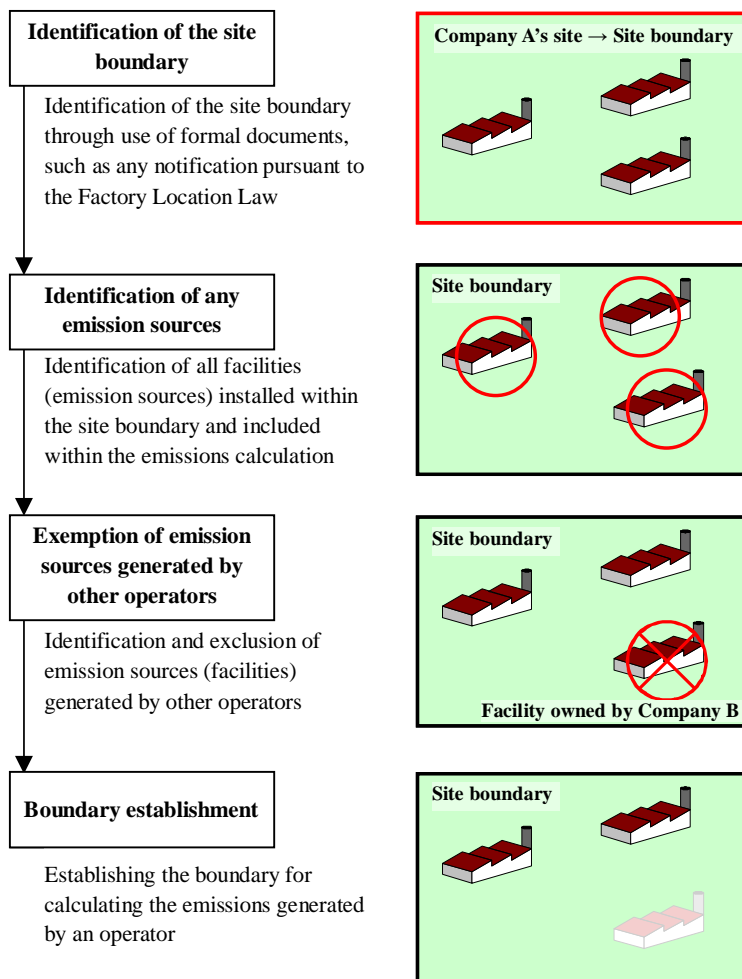 Identification of the site
boundary
Company A's site → Site boundary
Identification of the site boundary
through use of formal documents,
such as any notification pursuant to
the Factory Location Law
Identification of any
emission sources
Site boundary
Identification of all facilities
(emission sources) installed within
the site boundary and included
within the emissions calculation
Exemption of emission
sources generated by
other operators
Site boundary
Identification and exclusion of
emission sources (facilities)
generated by other operators
Facility owned by Company B
Boundary establishment
Site boundary
Establishing the boundary for
calculating the emissions generated
by an operator